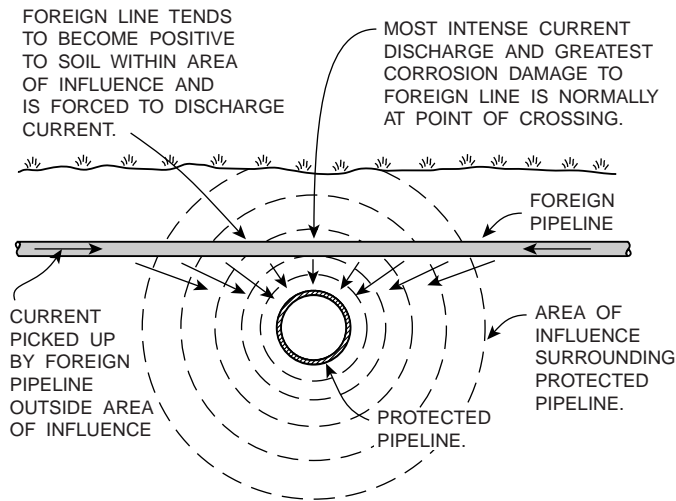 FOREIGN LINE TENDS
TO BECOME POSITIVE
TO SOIL WITHIN AREA
OF INFLUENCE AND
IS FORCED TO DISCHARGE
CURRENT.
MOST INTENSE CURRENT
DISCHARGE AND GREATEST
CORROSION DAMAGE TO
FOREIGN LINE IS NORMALLY
AT POINT OF CROSSING.
FOREIGN
PIPELINE
CURRENT
PICKED UP
BY FOREIGN
PIPELINE
OUTSIDE AREA
OF INFLUENCE
AREA OF
INFLUENCE
SURROUNDING
PROTECTED
PIPELINE.
PROTECTED
PIPELINE.